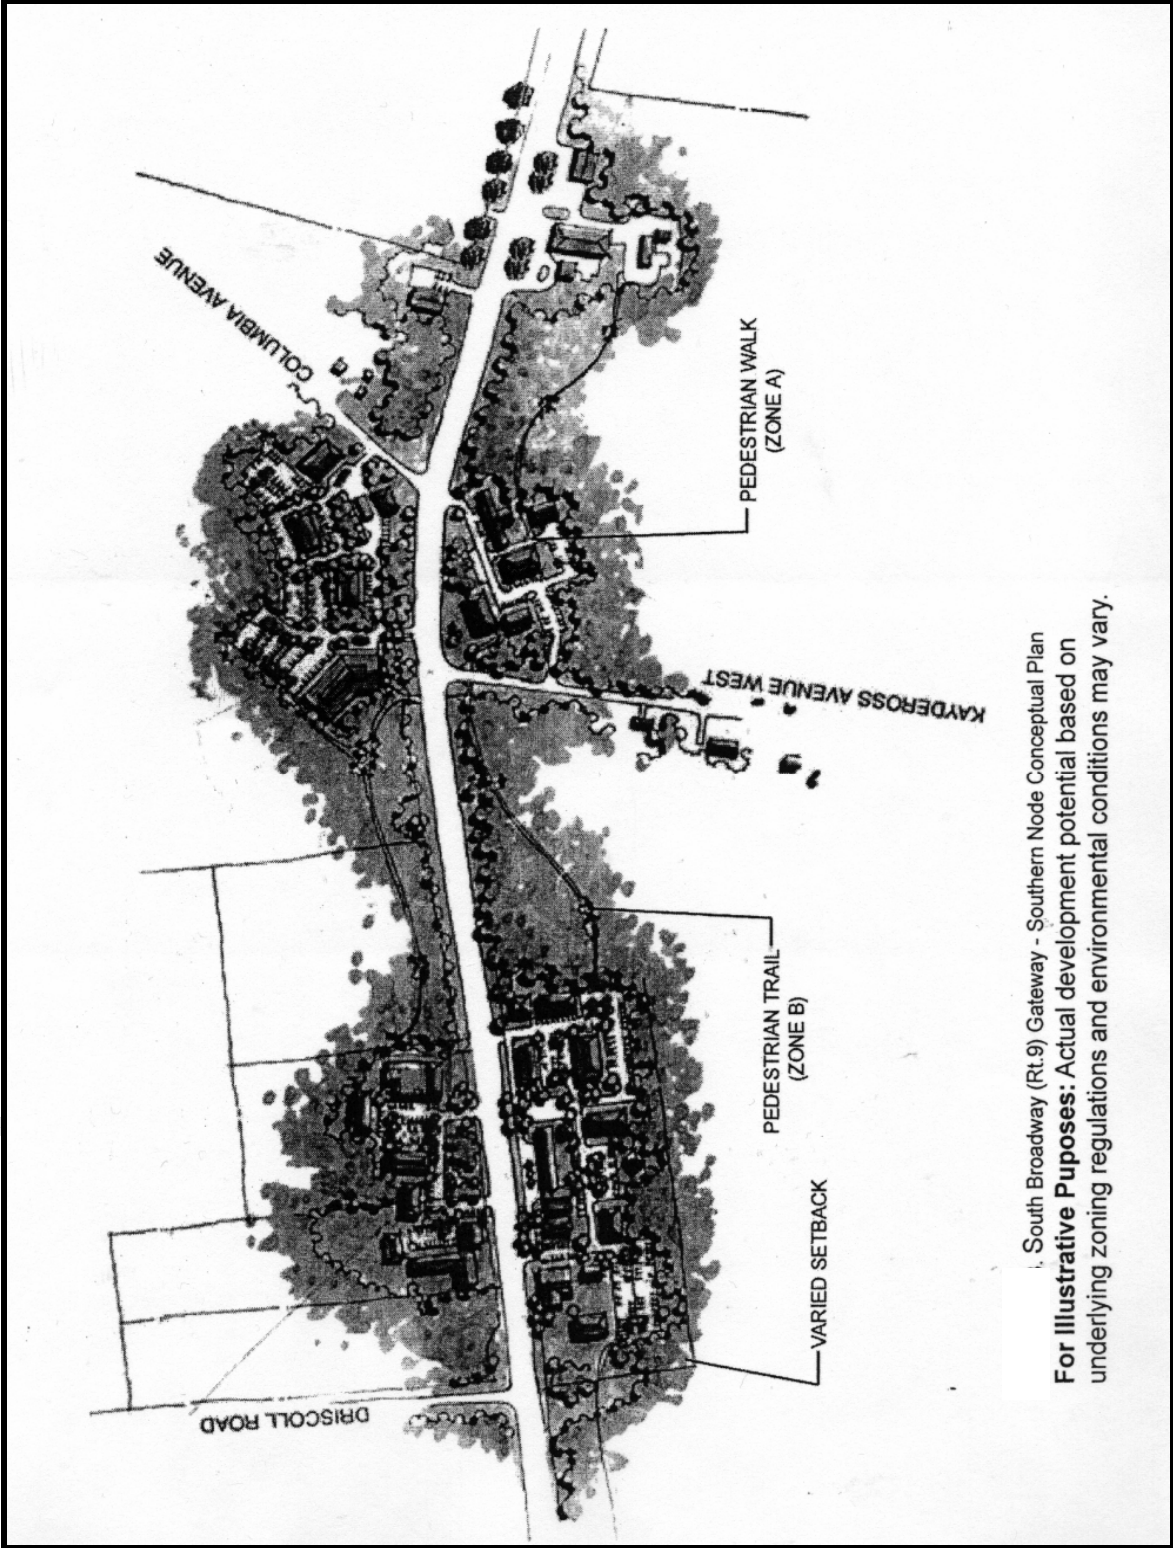 COLUMBIA AVENUE
PEDESTRIAN WALK
(ZONE A)
KAYDEROSS AVENUE WEST
PEDESTRIAN TRAIL
(ZONE B)
VARIED SETBACK
DRISCOLL ROAD
. South Broadway (Rt.9) Gateway - Southern Node Conceptual Plan
For Illustrative Puposes: Actual development potential based on
underlying zoning regulations and environmental conditions may vary.